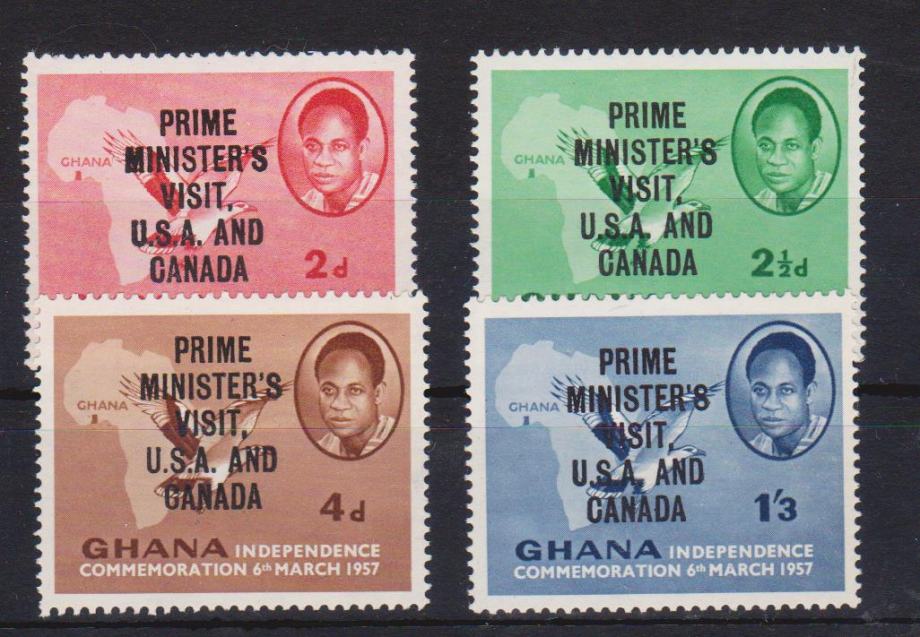 PRIME
MINISTER'S
VISIT,
U.S.A. AND
CANADA
GHANA
2d
PRIME
MINISTER'S
VISIT,
U.S.A. AND
CANADA
GHANA
2½d
PRIME
MINISTER'S
VISIT,
U.S.A. AND
CANADA
GHANA
4d
GHANA INDEPENDENCE
COMMEMORATION 6th MARCH 1957
PRIME
MINISTER'S
VISIT,
U.S.A. AND
CANADA
GHANA
1'3
GHANA INDEPENDENCE
COMMEMORATION 6th MARCH 1957